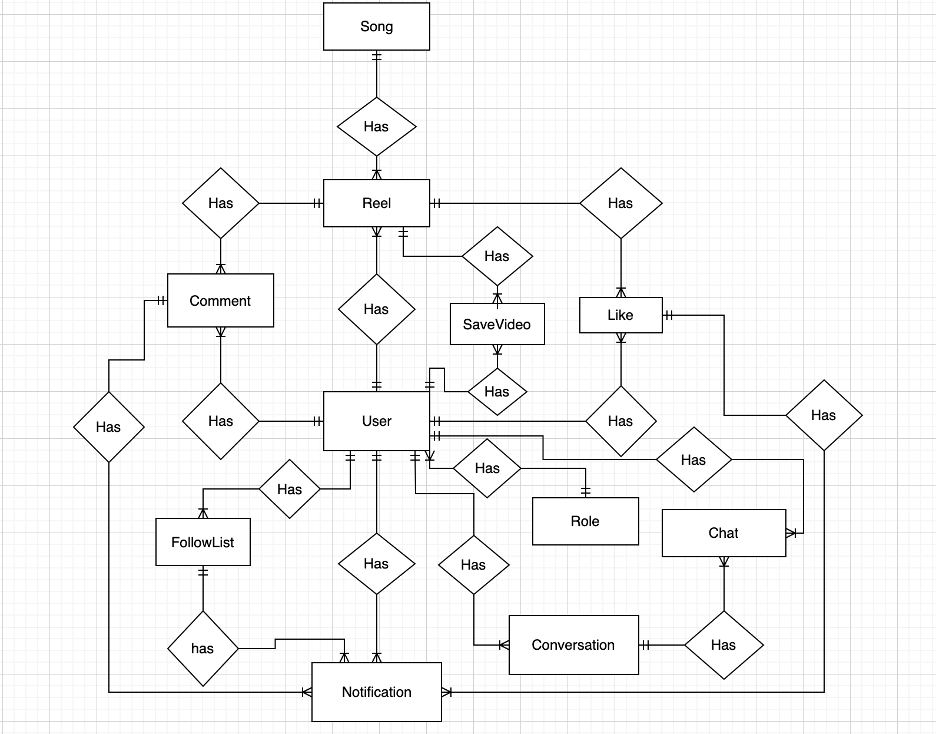 Song
Has
Has
Reel
Has
Has
Comment
Has
SaveVideo
Like
Has
Has
Has
User
Has
Has
Has
Has
Has
Has
Role
FollowList
Chat
Has
Has
has
Conversation
Has
Notification